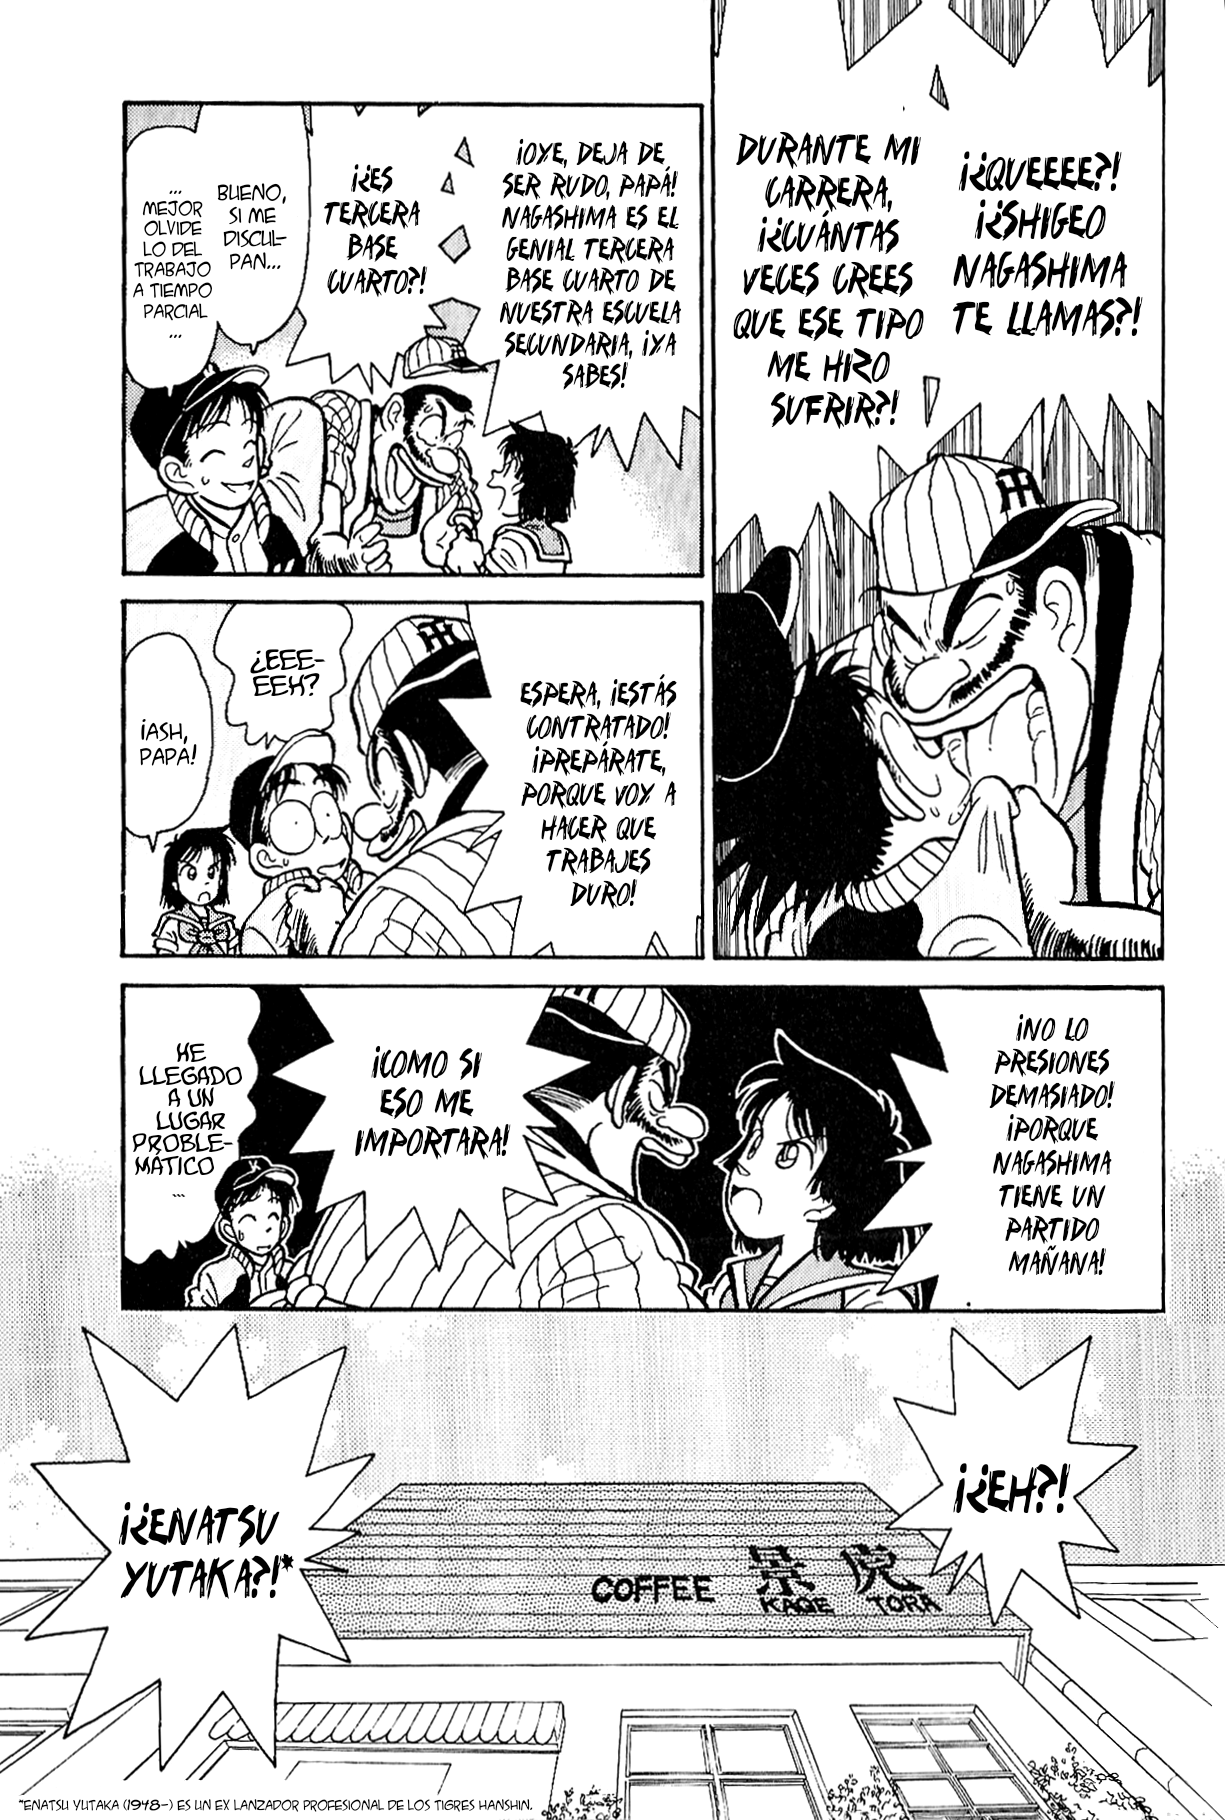 ¡¿QUEEEE?!
¡¿SHIGEO
NAGASHIMA
TE LLAMAS?!
DURANTE MI
CARRERA,
¡¿CUÁNTAS
VECES CREES
QUE ESE TIPO
ME HIZO
SUFRIR?!
¡OYE, DEJA DE
SER RUDO, PAPÁ!
NAGASHIMA ES EL
GENIAL TERCERA
BASE CUARTO DE
NUESTRA ESCUELA
SECUNDARIA, ¡YA
SABES!
¡¿ES
TERCERA
BASE
CUARTO?!
BUENO,
SI ME
DISCUL-
PAN...
...
MEJOR
OLVIDE
LO DEL
TRABAJO
A TIEMPO
PARCIAL
...
ESPERA, ¡ESTÁS
CONTRATADO!
¡PREPÁRATE,
PORQUE VOY A
HACER QUE
TRABAJES
DURO!
¿EEE-
EEH?
¡ASH,
PAPÁ!
¡NO LO
PRESIONES
DEMASIADO!
¡PORQUE
NAGASHIMA
TIENE UN
PARTIDO
MAÑANA!
¡COMO SI
ESO ME
IMPORTARA!
HE
LLEGADO
A UN
LUGAR
PROBLE-
MÁTICO
...
¡¿EH?!
¡¿ENATSU
YUTAKA?!*
COFFEE 景虎
KAGE TORA
*ENATSU YUTAKA (1948-) ES UN EX LANZADOR PROFESIONAL DE LOS TIGRES HANSHIN.